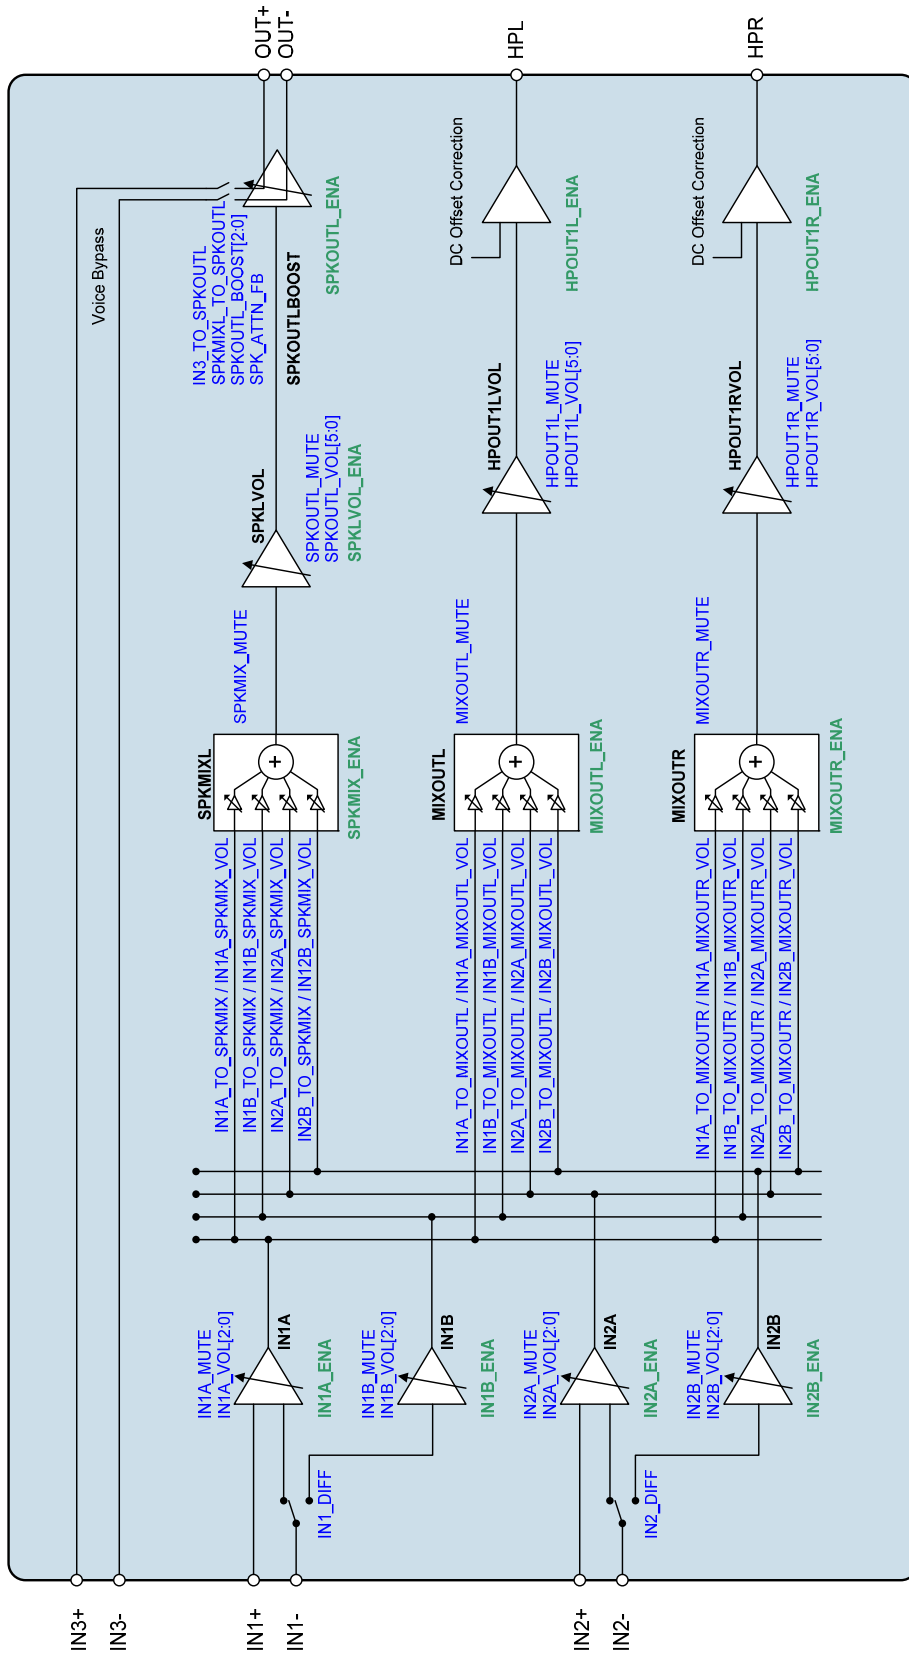 IN3+
IN3-
IN1+
IN1-
IN2+
IN2-
Voice Bypass
IN1A_MUTE
IN1A_VOL[2:0]
IN1A
IN1A_ENA
IN1_DIFF
IN1B_MUTE
IN1B_VOL[2:0]
IN1B
IN1B_ENA
IN2A_MUTE
IN2A_VOL[2:0]
IN2A
IN2A_ENA
IN2_DIFF
IN2B_MUTE
IN2B_VOL[2:0]
IN2B
IN2B_ENA
IN1A_TO_SPKMIX / IN1A_SPKMIX_VOL
IN1B_TO_SPKMIX / IN1B_SPKMIX_VOL
IN2A_TO_SPKMIX / IN2A_SPKMIX_VOL
IN2B_TO_SPKMIX / IN12B_SPKMIX_VOL
IN1A_TO_MIXOUTL / IN1A_MIXOUTL_VOL
IN1B_TO_MIXOUTL / IN1B_MIXOUTL_VOL
IN2A_TO_MIXOUTL / IN2A_MIXOUTL_VOL
IN2B_TO_MIXOUTL / IN2B_MIXOUTL_VOL
IN1A_TO_MIXOUTR / IN1A_MIXOUTR_VOL
IN1B_TO_MIXOUTR / IN1B_MIXOUTR_VOL
IN2A_TO_MIXOUTR / IN2A_MIXOUTR_VOL
IN2B_TO_MIXOUTR / IN2B_MIXOUTR_VOL
SPKMIXL
+
SPKMIX_ENA
SPKMIX_MUTE
MIXOUTL
+
MIXOUTL_ENA
MIXOUTL_MUTE
MIXOUTR
+
MIXOUTR_ENA
MIXOUTR_MUTE
SPKLVOL
SPKOUTL_MUTE
SPKOUTL_VOL[5:0]
SPKLVOL_ENA
HPOUT1LVOL
HPOUT1L_MUTE
HPOUT1L_VOL[5:0]
HPOUT1RVOL
HPOUT1R_MUTE
HPOUT1R_VOL[5:0]
IN3_TO_SPKOUTL
SPKMIXL_TO_SPKOUTL
SPKOUTL_BOOST[2:0]
SPK_ATTN_FB
SPKOUTLBOOST
SPKOUTL_ENA
DC Offset Correction
HPOUT1L_ENA
DC Offset Correction
HPOUT1R_ENA
OUT+
OUT-
HPL
HPR